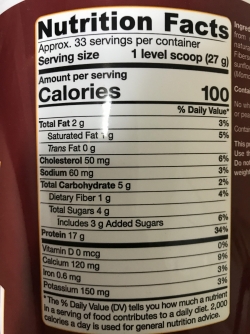 Nutrition Facts
Approx. 33 servings per container
Serving size 1 level scoop (27 g)
Amount per serving
Calories 100
% Daily Value*
Total Fat 2 g 3%
Saturated Fat 1 g 5%
Trans Fat 0 g
Cholesterol 50 mg 6%
Sodium 60 mg 3%
Total Carbohydrate 5 g 2%
Dietary Fiber 1 g 4%
Total Sugars 4 g
Includes 3 g Added Sugars 6%
Protein 17 g 34%
Vitamin D 0 mcg 0%
Calcium 120 mg 9%
Iron 0.6 mg 3%
Potassium 150 mg 3%
*The % Daily Value (DV) tells you how much a nutrient
in a serving of food contributes to a daily diet. 2,000
calories a day is used for general nutrition advice.